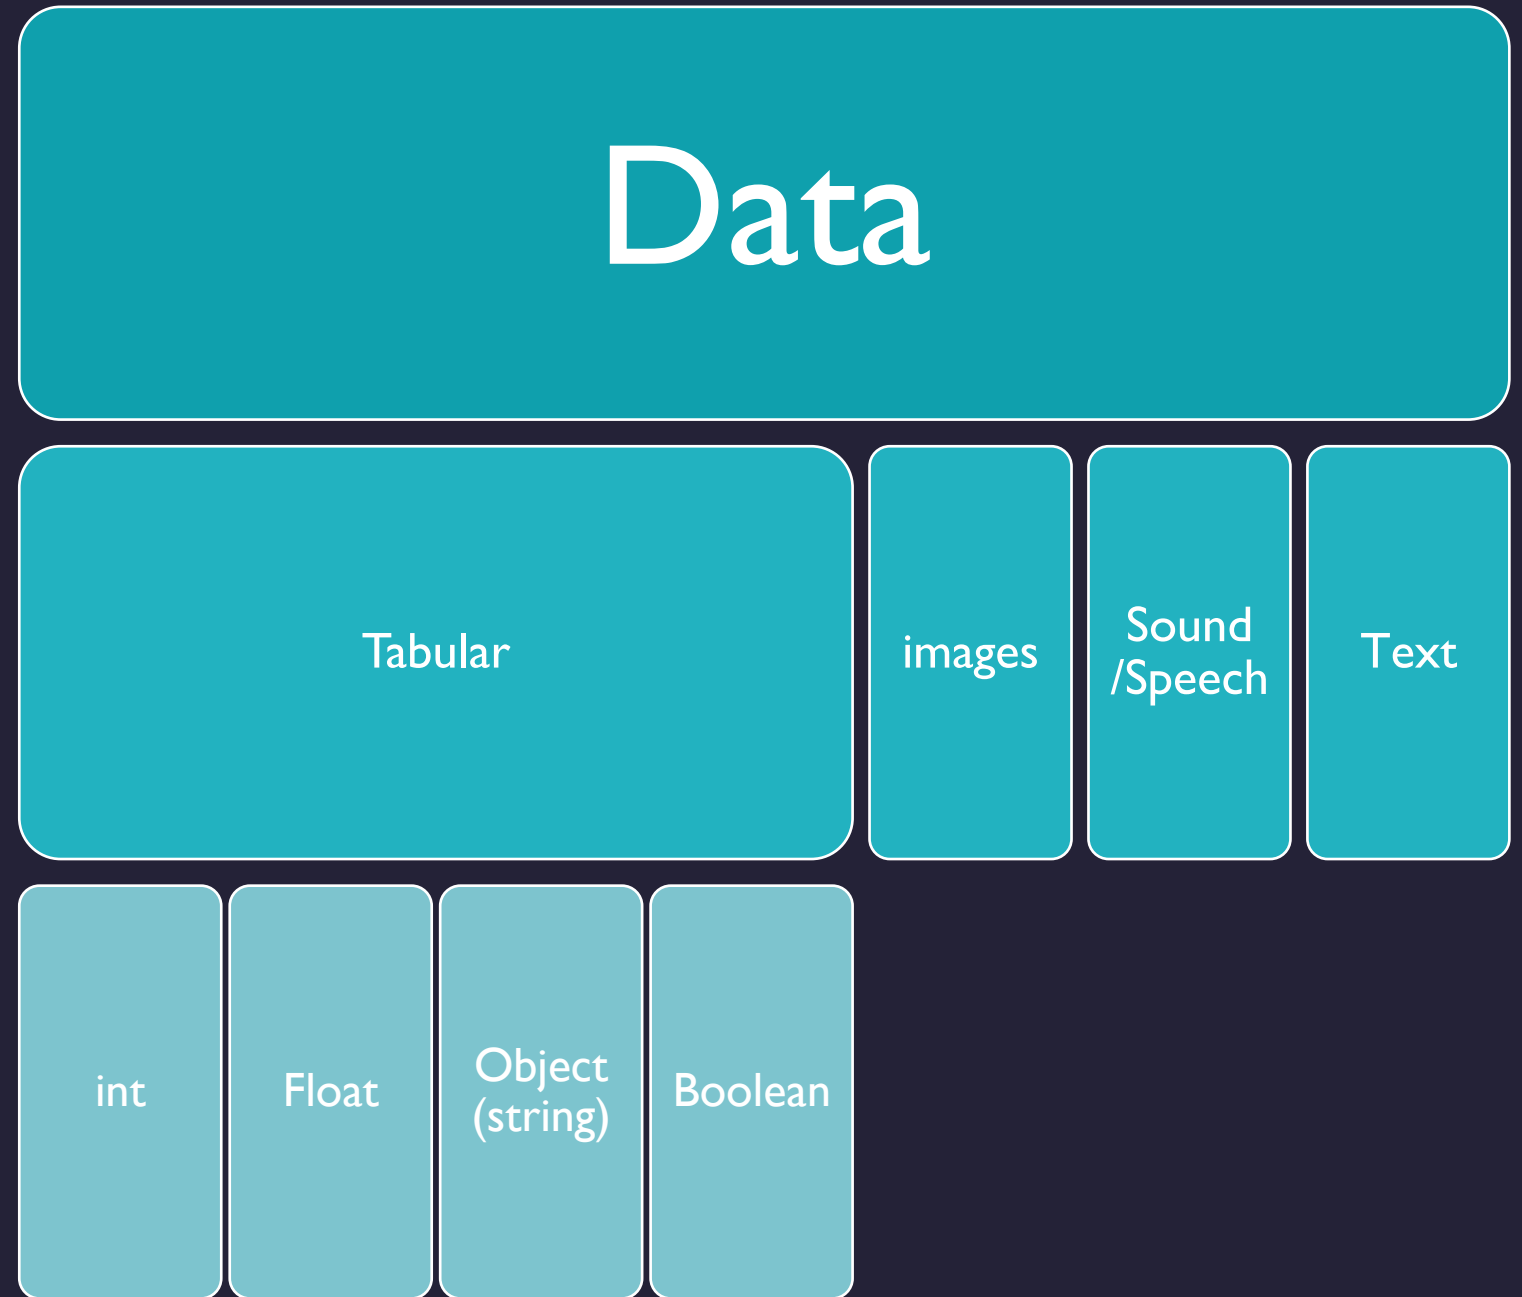 Data
Tabular
images
Sound
/Speech
Text
int
Float
Object
(string)
Boolean